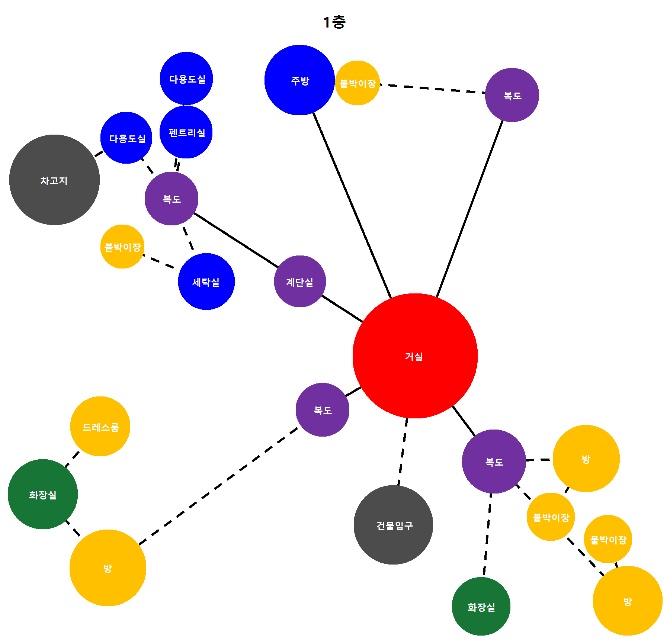 1층
다용도실
주방
붙박이장
복도
다용도실
펜트리실
차고지
복도
붙박이장
세탁실
계단실
거실
복도
드레스룸
화장실
방
건물입구
복도
방
붙박이장
붙박이장
화장실
방